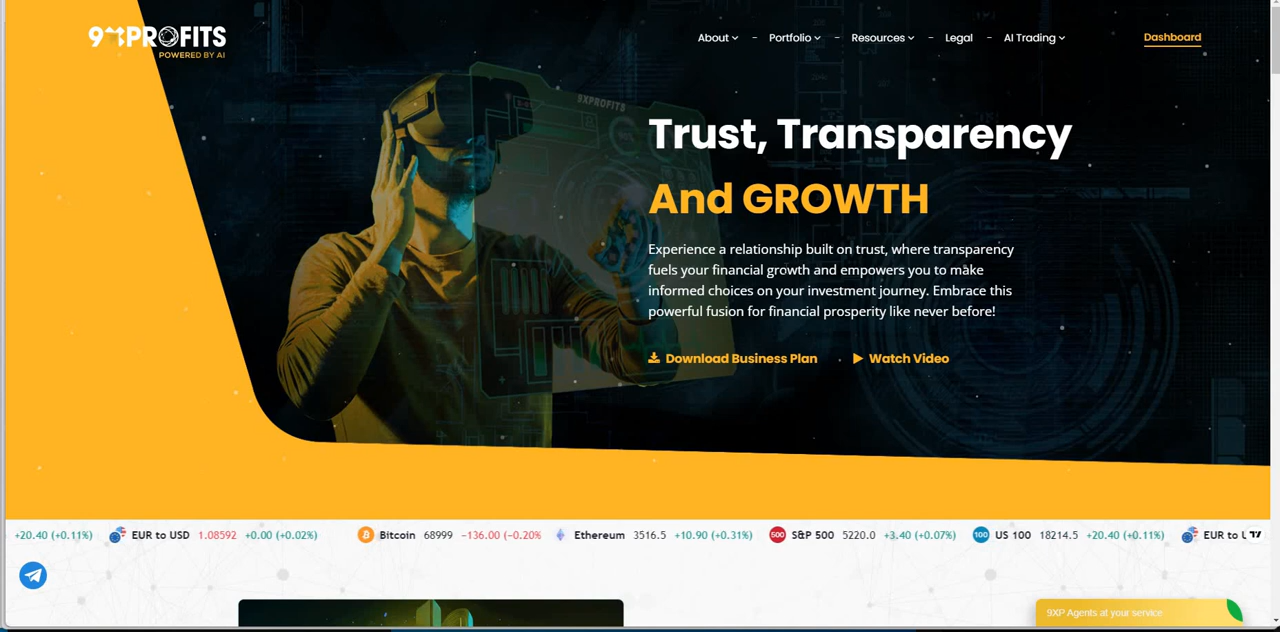 9XPROFITS
POWERED BY AI
About - Portfolio - Resources - Legal - AI Trading
Dashboard
9XPROFITS
Trust, Transparency
And GROWTH
Experience a relationship built on trust, where transparency
fuels your financial growth and empowers you to make
informed choices on your investment journey. Embrace this
powerful fusion for financial prosperity like never before!
Download Business Plan
Watch Video
+20.40 (+0.11%) EUR to USD 1.08592 +0.00 (+0.02%) Bitcoin 68999 −136.00 (−0.20% Ethereum 3516.5 +10.90 (+0.31%) 500 S&P 500 5220.0 +3.40 (+0.07%) 100 US 100 18214.5 +20.40 (+0.11%) EUR to U
9XP Agents at your service